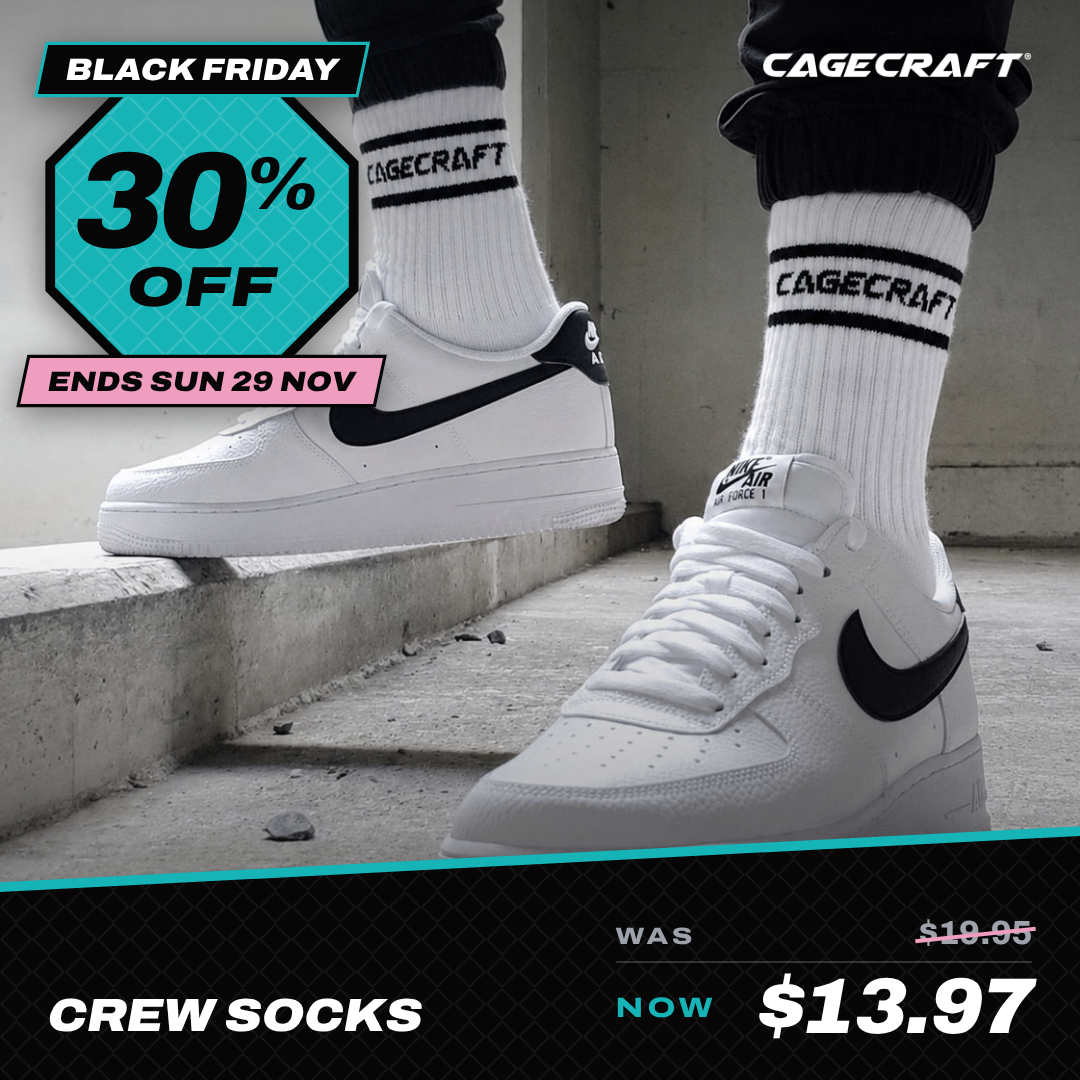 BLACK FRIDAY
CAGECRAFT®
30%
OFF
ENDS SUN 29 NOV
CAGECRAFT
CAGECRAFT
NIKE
AIR
AIR FORCE 1
CREW SOCKS
WAS $19.95
NOW $13.97